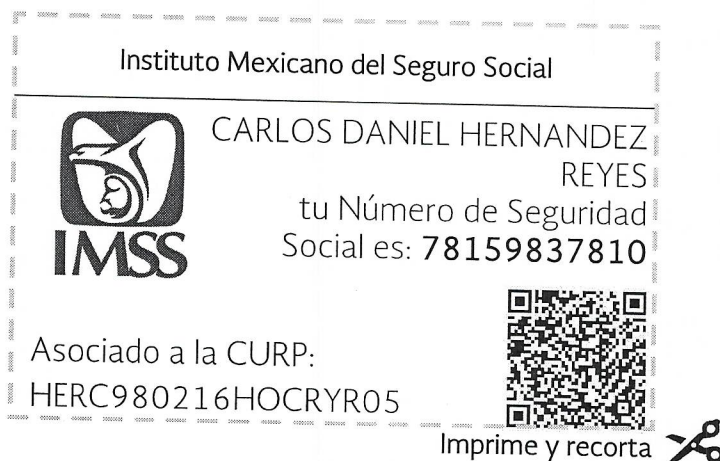 Instituto Mexicano del Seguro Social
CARLOS DANIEL HERNANDEZ
REYES
tu Número de Seguridad
Social es: 78159837810
IMSS
Asociado a la CURP:
HERC980216HOCRYR05
Imprime y recorta